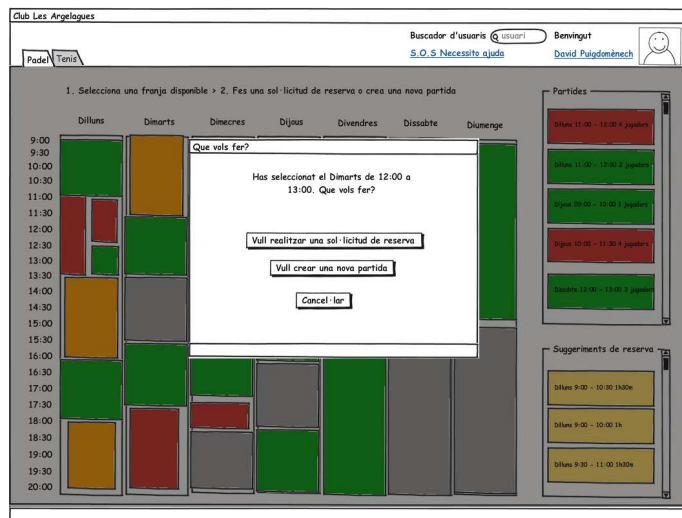 Club Les Argelagues
Buscador d'usuaris usuari Benvingut
S.O.S Necessito ajuda David Puigdomènech
Padel Tenis
1. Selecciona una franja disponible > 2. Fes una sol·licitud de reserva o crea una nova partida
Dilluns Dimarts Dimecres Dijous Divendres Dissabte Diumenge
9:00
9:30
10:00
10:30
11:00
11:30
12:00
12:30
13:00
13:30
14:00
14:30
15:00
15:30
16:00
16:30
17:00
17:30
18:00
18:30
19:00
19:30
20:00
Que vols fer?
Has seleccionat el Dimarts de 12:00 a
13:00. Que vols fer?
Vull realitzar una sol·licitud de reserva
Vull crear una nova partida
Cancel·lar
Partides
Dilluns 11:00 - 12:30 4 jugadors
Dilluns 11:00 - 12:30 2 jugadors
Dijous 09:00 - 10:00 1 jugadors
Dijous 10:00 - 11:30 4 jugadors
Dissabte 12:00 - 13:00 2 jugadors
Suggeriments de reserva
Dilluns 9:00 - 10:30 1h30m
Dilluns 9:00 - 10:00 1h
Dilluns 9:30 - 11:00 1h30m